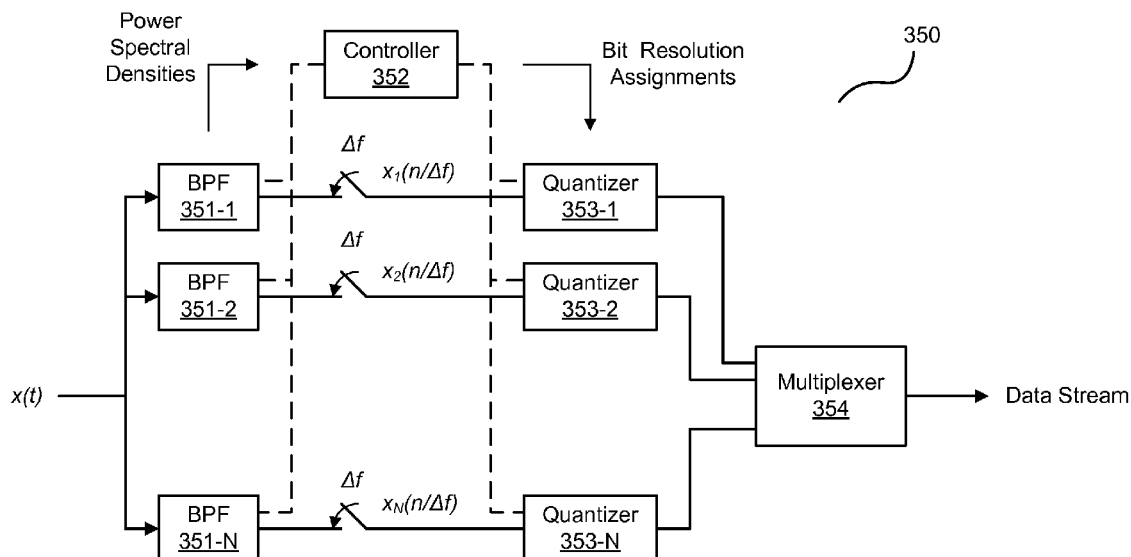 Power
Spectral
Densities
Controller
352
Bit Resolution
Assignments
350
Δf
BPF
351-1
x1(n/Δf)
Quantizer
353-1
Δf
BPF
351-2
x2(n/Δf)
Quantizer
353-2
x(t)
Multiplexer
354
Data Stream
Δf
BPF
351-N
xN(n/Δf)
Quantizer
353-N